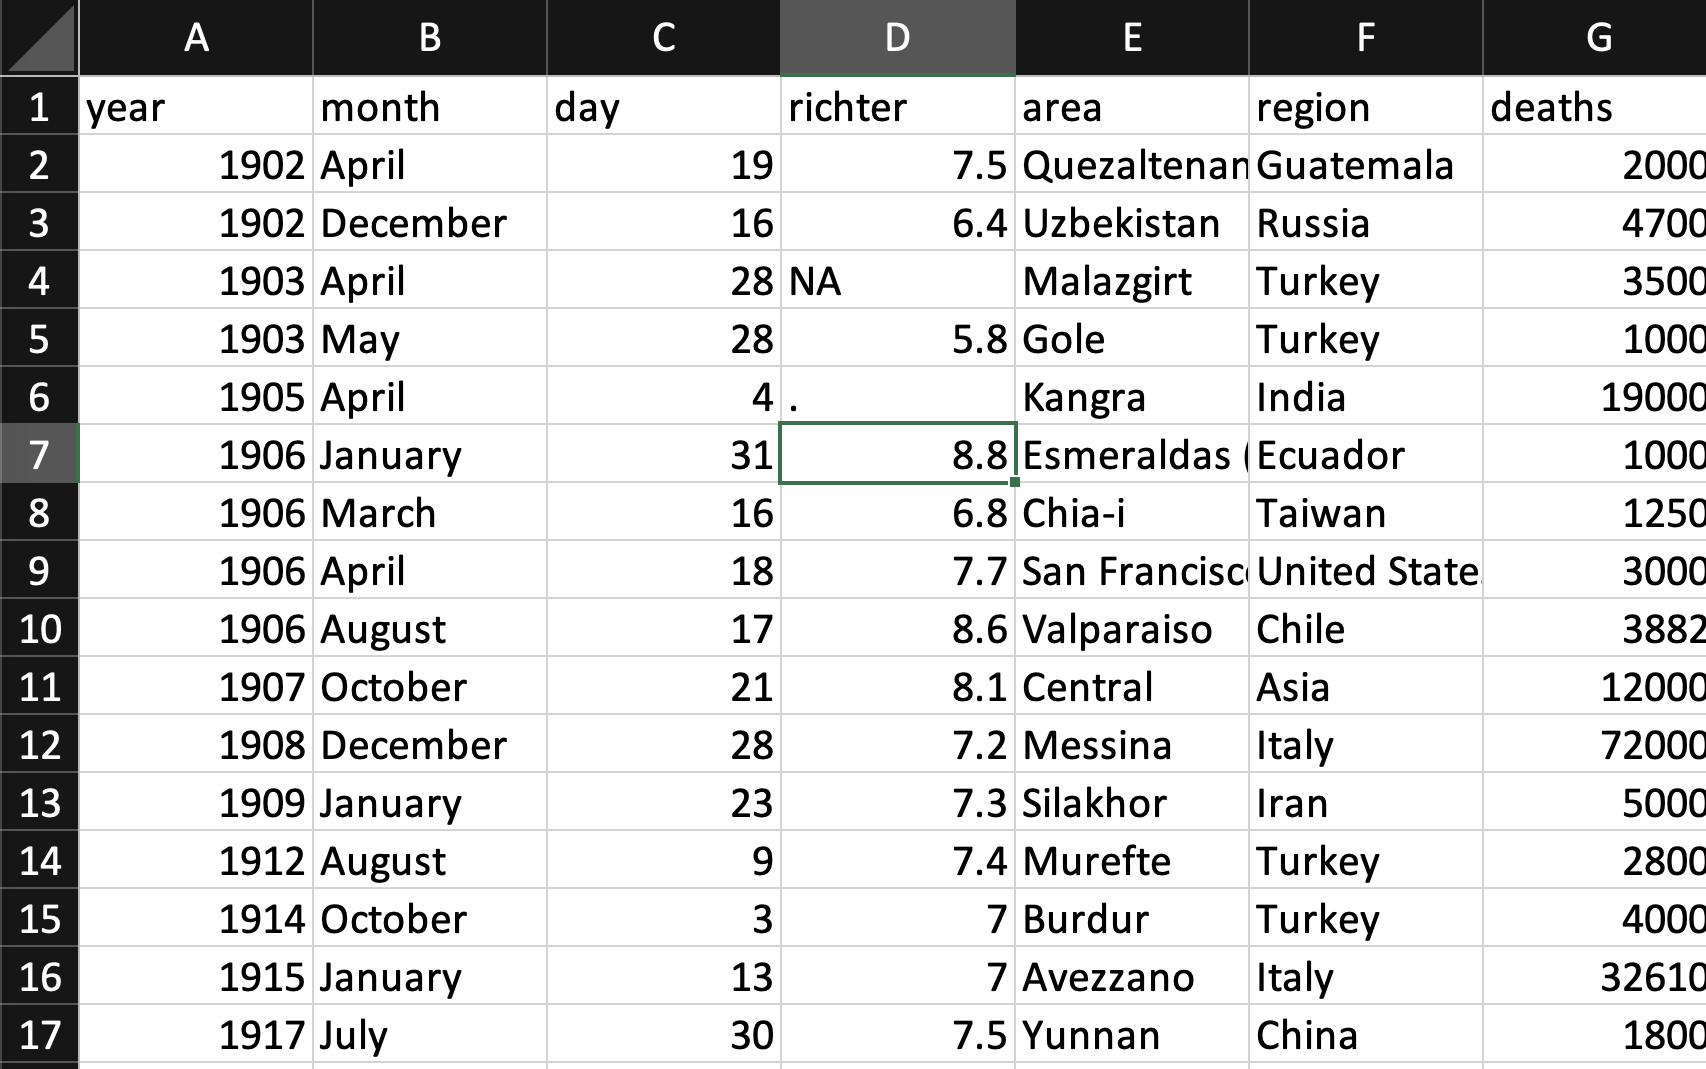 A B C D E F G
1 year month day richter area region deaths
2 1902 April 19 7.5 Quezaltenan Guatemala 2000
3 1902 December 16 6.4 Uzbekistan Russia 4700
4 1903 April 28 NA Malazgirt Turkey 3500
5 1903 May 28 5.8 Gole Turkey 1000
6 1905 April 4 . Kangra India 19000
7 1906 January 31 8.8 Esmeraldas ( Ecuador 1000
8 1906 March 16 6.8 Chia-i Taiwan 1250
9 1906 April 18 7.7 San Francisc United State 3000
10 1906 August 17 8.6 Valparaiso Chile 3882
11 1907 October 21 8.1 Central Asia 12000
12 1908 December 28 7.2 Messina Italy 72000
13 1909 January 23 7.3 Silakhor Iran 5000
14 1912 August 9 7.4 Murefte Turkey 2800
15 1914 October 3 7 Burdur Turkey 4000
16 1915 January 13 7 Avezzano Italy 32610
17 1917 July 30 7.5 Yunnan China 1800